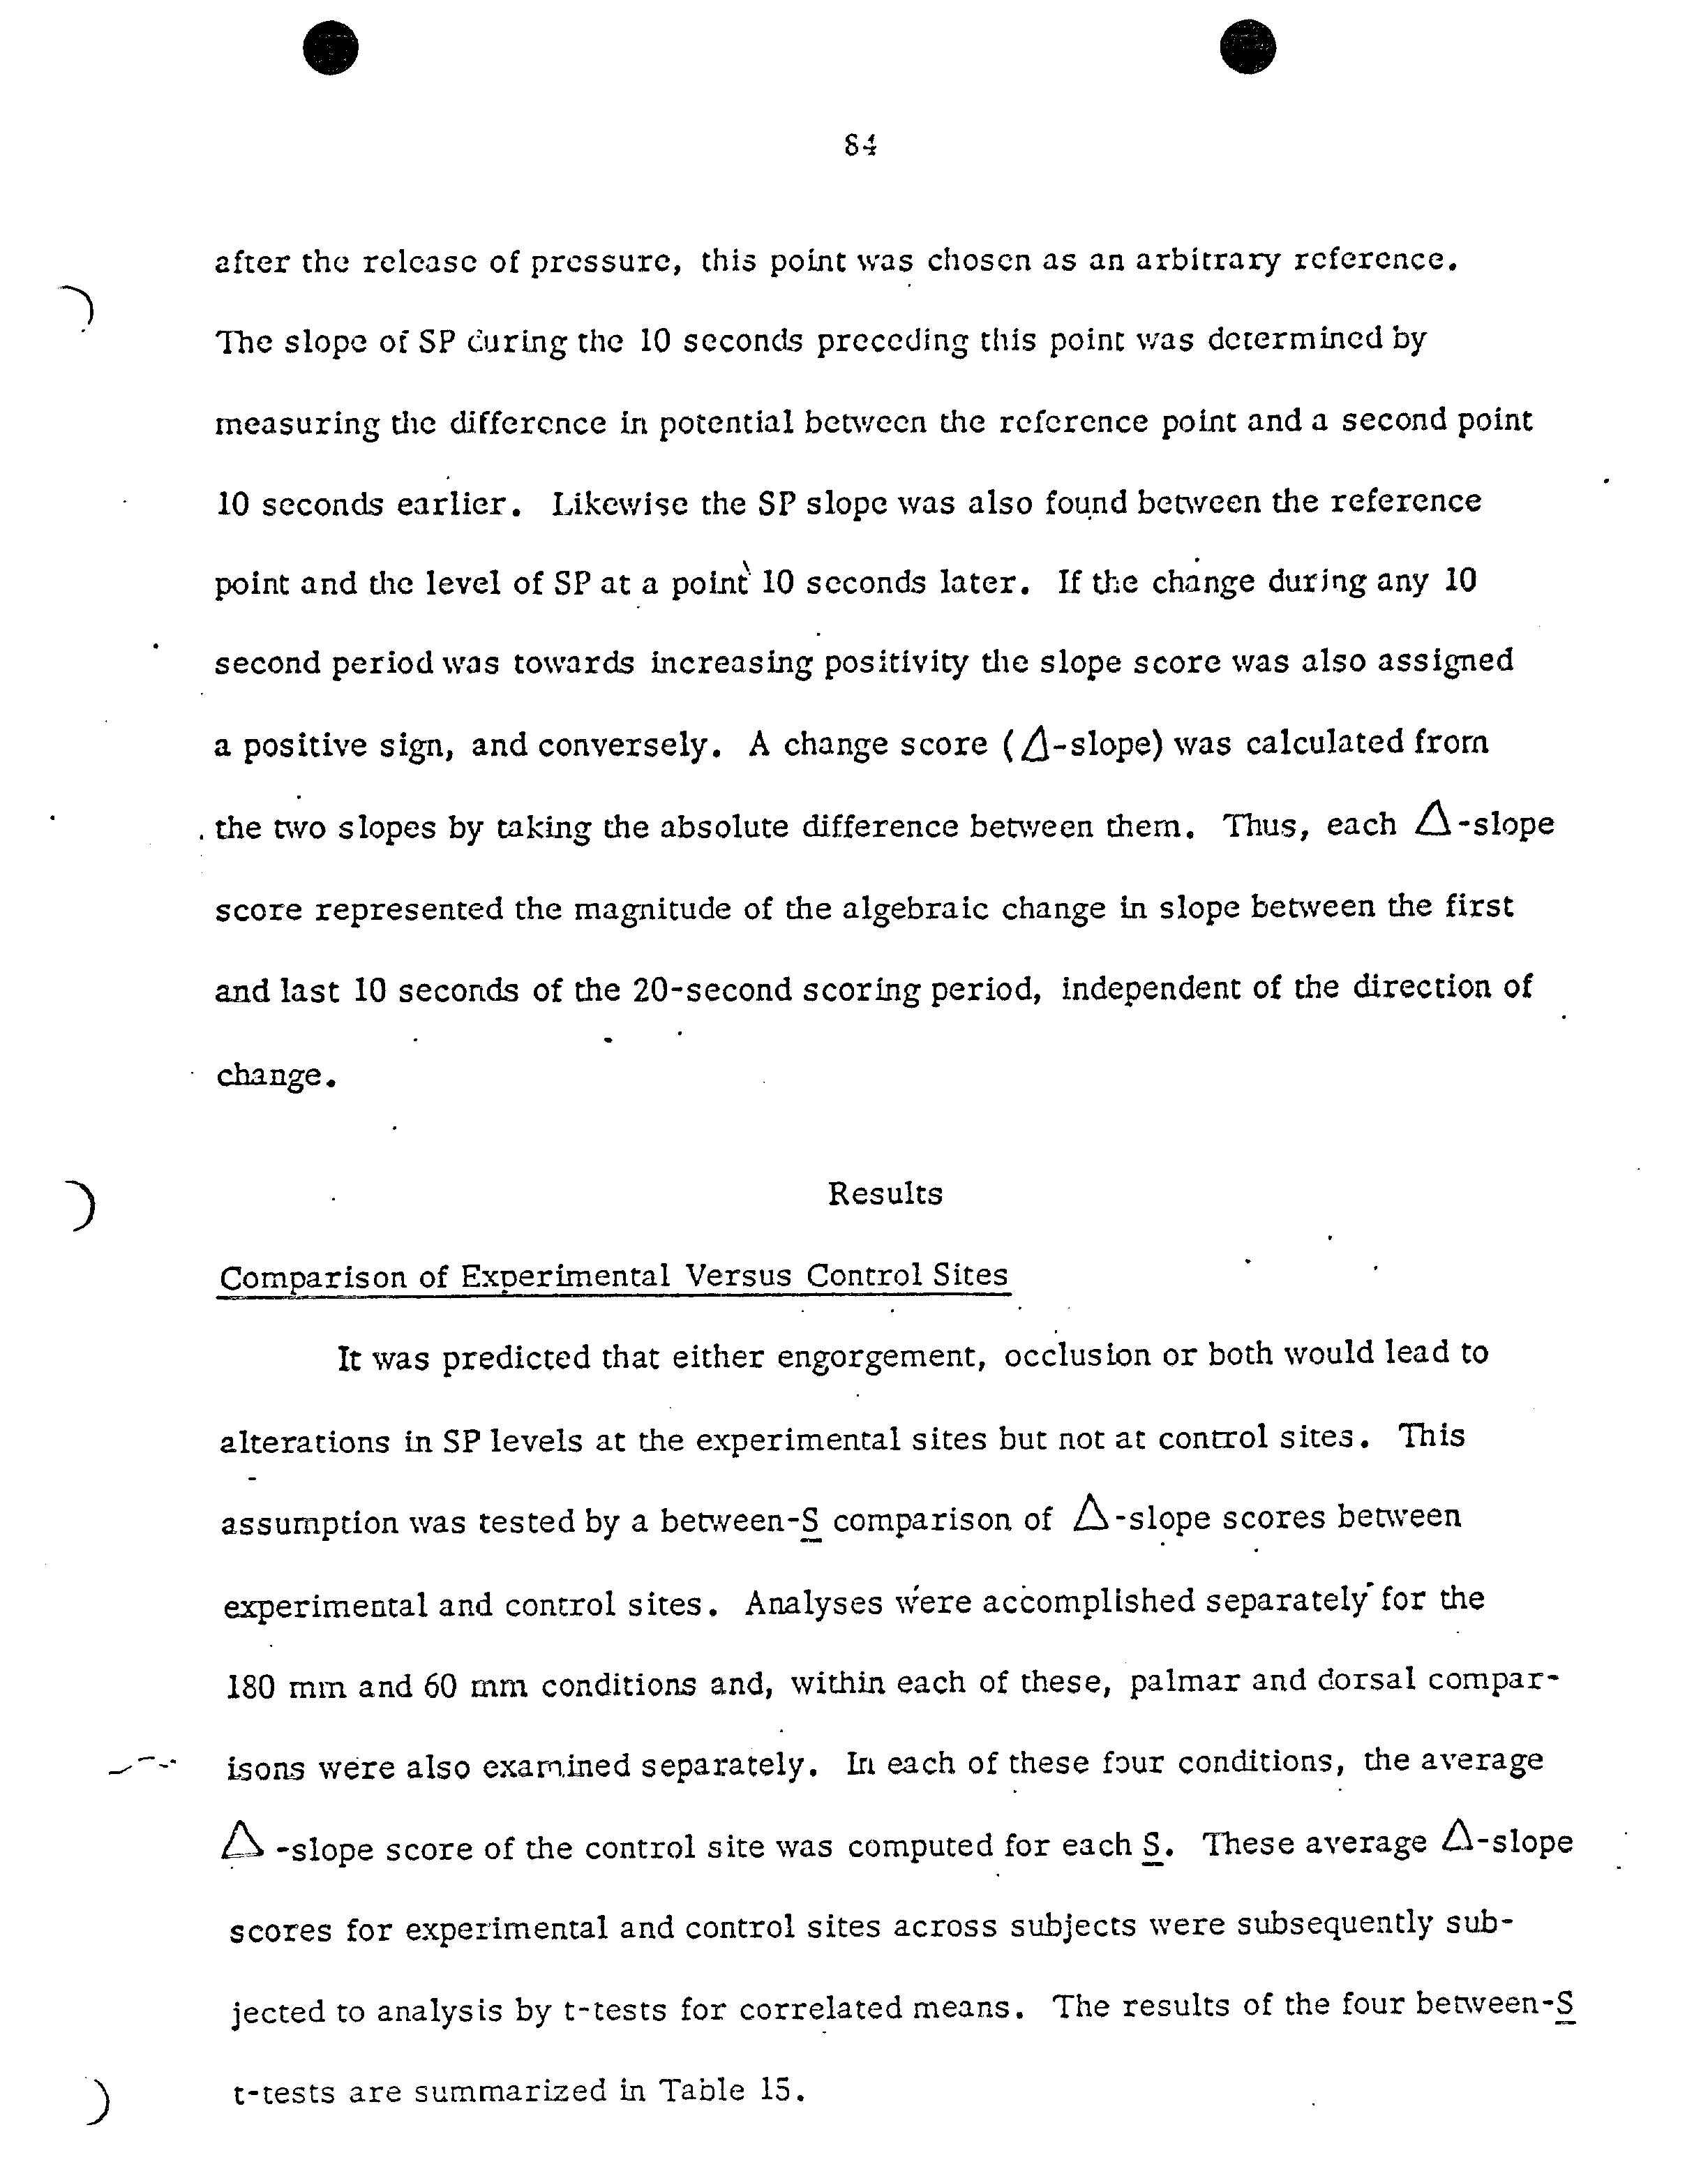 84
after the release of pressure, this point was chosen as an arbitrary reference.
The slope of SP during the 10 seconds preceding this point was determined by
measuring the difference in potential between the reference point and a second point
10 seconds earlier. Likewise the SP slope was also found between the reference
point and the level of SP at a point 10 seconds later. If the change during any 10
second period was towards increasing positivity the slope score was also assigned
a positive sign, and conversely. A change score (Δ-slope) was calculated from
the two slopes by taking the absolute difference between them. Thus, each Δ-slope
score represented the magnitude of the algebraic change in slope between the first
and last 10 seconds of the 20-second scoring period, independent of the direction of
change.
Results
Comparison of Experimental Versus Control Sites
It was predicted that either engorgement, occlusion or both would lead to
alterations in SP levels at the experimental sites but not at control sites. This
assumption was tested by a between-S comparison of Δ-slope scores between
experimental and control sites. Analyses were accomplished separately for the
180 mm and 60 mm conditions and, within each of these, palmar and dorsal compar-
isons were also examined separately. In each of these four conditions, the average
Δ-slope score of the control site was computed for each S. These average Δ-slope
scores for experimental and control sites across subjects were subsequently sub-
jected to analysis by t-tests for correlated means. The results of the four between-S
t-tests are summarized in Table 15.